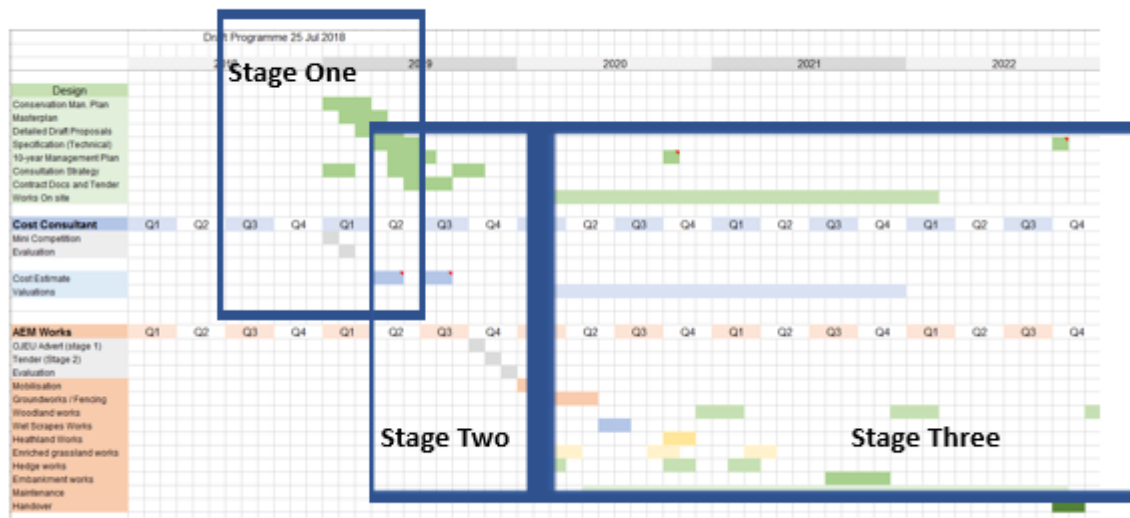 Draft Programme 25 Jul 2018
2019 2020 2021 2022
Stage One
Design
Conservation Man. Plan
Masterplan
Detailed Draft Proposals
Specification (Technical)
10-year Management Plan
Consultation Strategy
Contract Docs and Tender
Works On site
Cost Consultant Q1 Q2 Q3 Q4 Q1 Q2 Q3 Q4 Q2 Q3 Q4 Q1 Q2 Q3 Q4 Q1 Q2 Q3 Q4
Mini Competition
Evaluation
Cost Estimate
Valuations
AEM Works Q1 Q2 Q3 Q4 Q1 Q2 Q3 Q4 Q2 Q3 Q4 Q1 Q2 Q3 Q4 Q1 Q2 Q3 Q4
OJEU Advert (stage 1)
Tender (Stage 2)
Evaluation
Mobilisation
Groundworks / Fencing
Woodland works
Wet Scrapes Works
Heathland Works
Stage Two Stage Three
Enriched grassland works
Hedge works
Embankment works
Maintenance
Handover